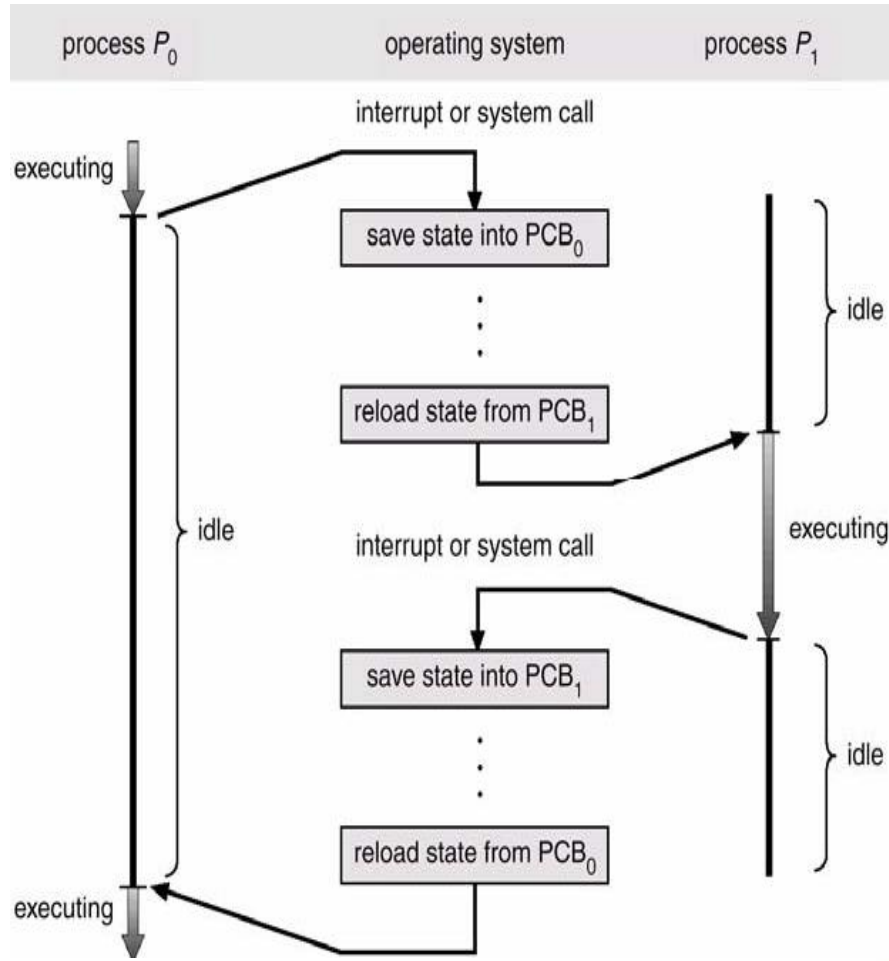 process P₀ operating system process P₁
interrupt or system call
executing
save state into PCB₀
idle
reload state from PCB₁
idle
executing
interrupt or system call
save state into PCB₁
idle
reload state from PCB₀
executing